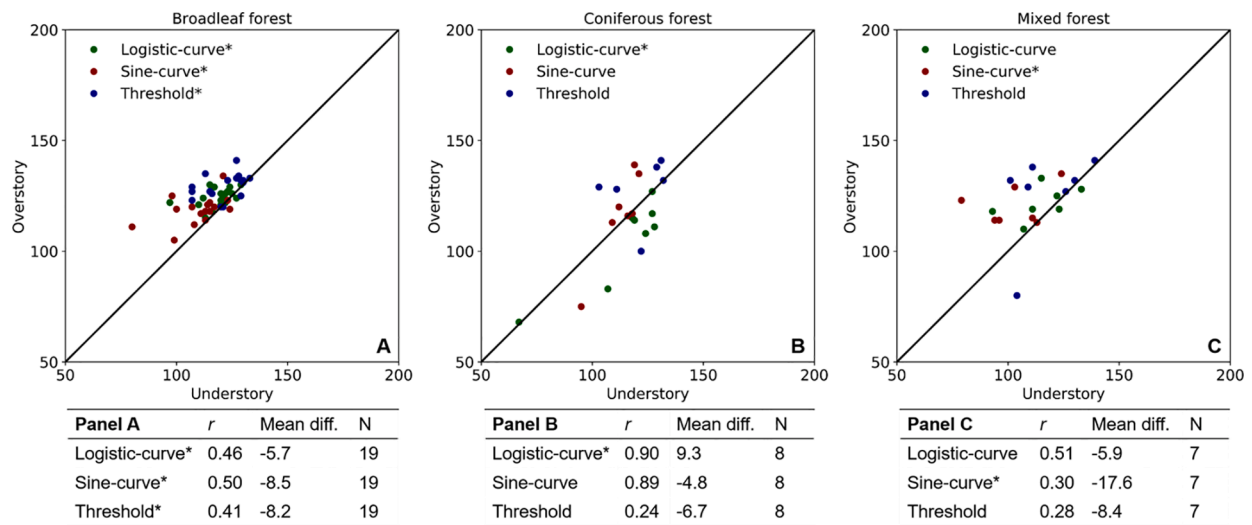 Broadleaf forest
200
150
100
50
Overstory
Logistic-curve*
Sine-curve*
Threshold*
A
50 100 150 200
Understory
Coniferous forest
200
150
100
50
Overstory
Logistic-curve*
Sine-curve
Threshold
B
50 100 150 200
Understory
Mixed forest
200
150
100
50
Overstory
Logistic-curve
Sine-curve*
Threshold
C
50 100 150 200
Understory
Panel A r Mean diff. N
Logistic-curve* 0.46 -5.7 19
Sine-curve* 0.50 -8.5 19
Threshold* 0.41 -8.2 19
Panel B r Mean diff. N
Logistic-curve* 0.90 9.3 8
Sine-curve 0.89 -4.8 8
Threshold 0.24 -6.7 8
Panel C r Mean diff. N
Logistic-curve 0.51 -5.9 7
Sine-curve* 0.30 -17.6 7
Threshold 0.28 -8.4 7